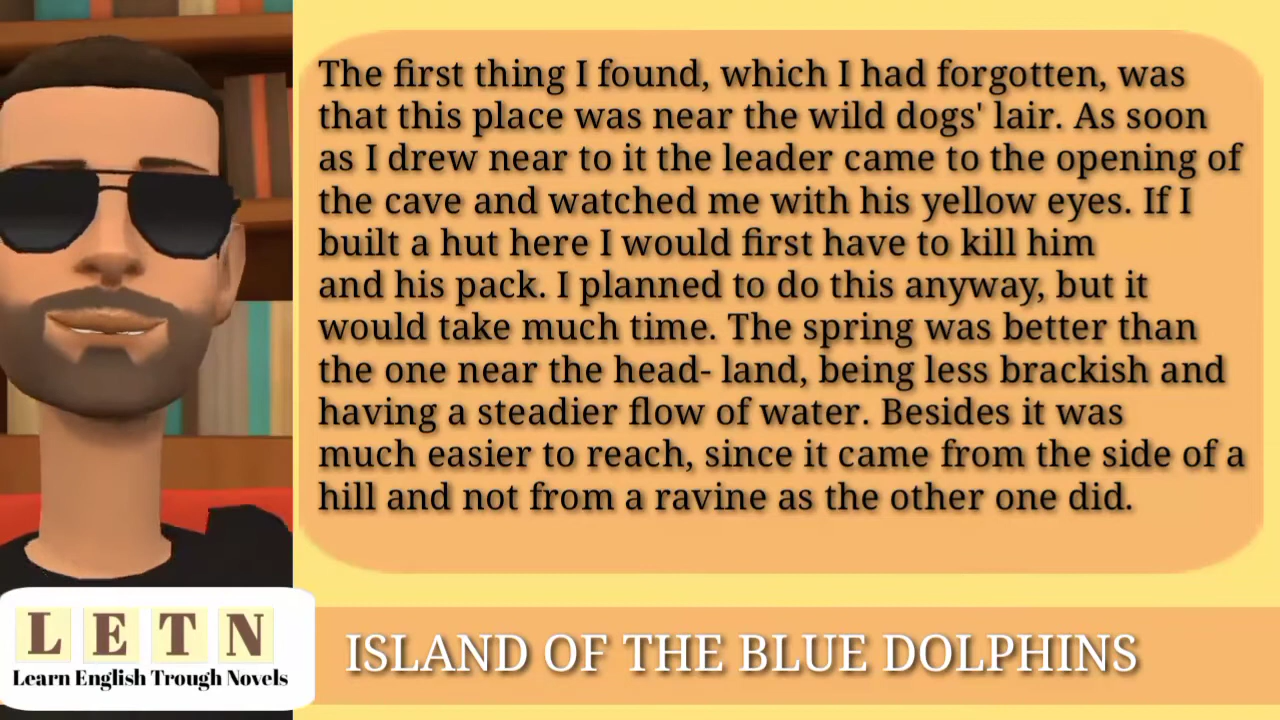 The first thing I found, which I had forgotten, was
that this place was near the wild dogs' lair. As soon
as I drew near to it the leader came to the opening of
the cave and watched me with his yellow eyes. If I
built a hut here I would first have to kill him
and his pack. I planned to do this anyway, but it
would take much time. The spring was better than
the one near the head- land, being less brackish and
having a steadier flow of water. Besides it was
much easier to reach, since it came from the side of a
hill and not from a ravine as the other one did.
LETN
Learn English Trough Novels
ISLAND OF THE BLUE DOLPHINS